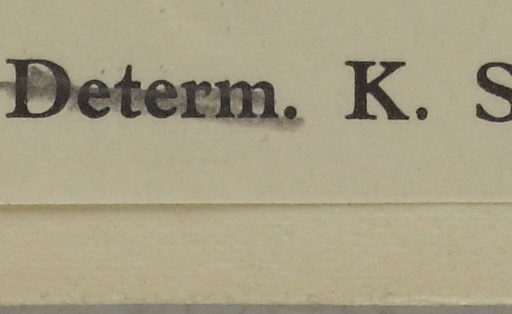 Determ. K. S